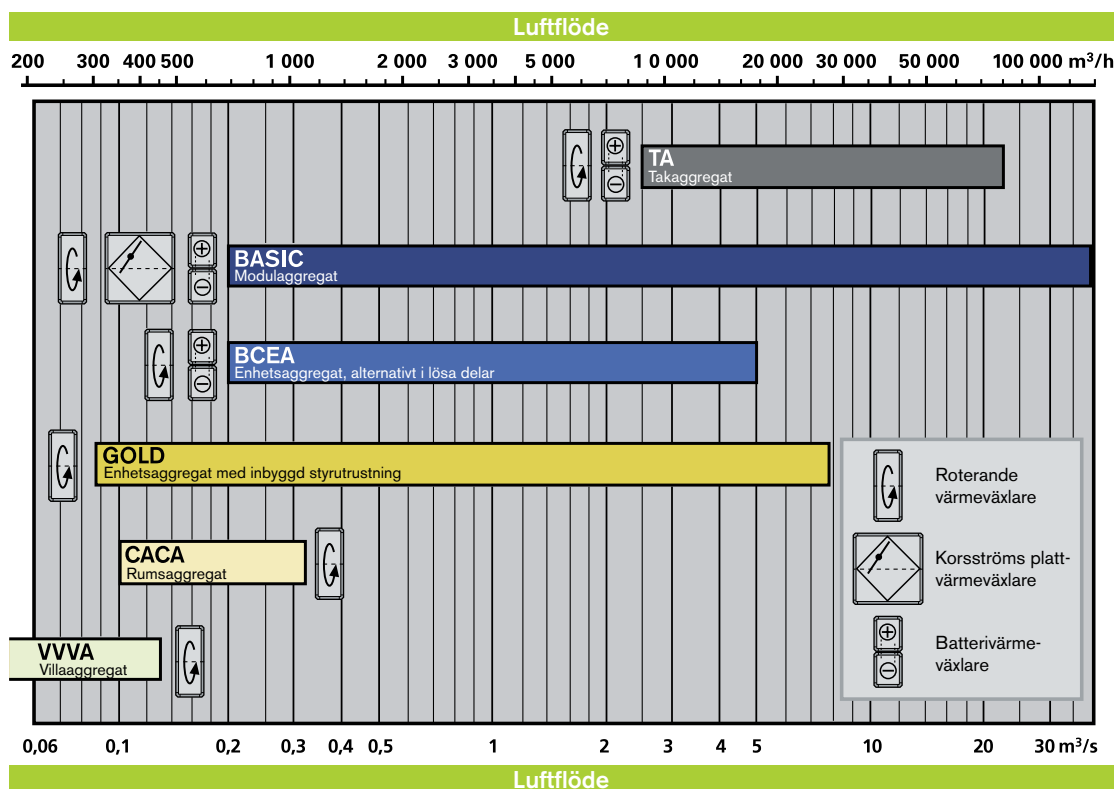 Luftflöde
200 300 400 500 1 000 2 000 3 000 5 000 1 0 000 20 000 30 000 50 000 100 000 m³/h
TA
Takaggregat
BASIC
Modulaggregat
BCEA
Enhetsaggregat, alternativt i lösa delar
GOLD
Enhetsaggregat med inbyggd styrutrustning
CACA
Rumsaggregat
VVVA
Villaaggregat
Roterande
värmeväxlare
Korsströms platt-
värmeväxlare
Batterivärme-
växlare
0,06 0,1 0,2 0,3 0,4 0,5 1 2 3 4 5 10 20 30 m³/s
Luftflöde